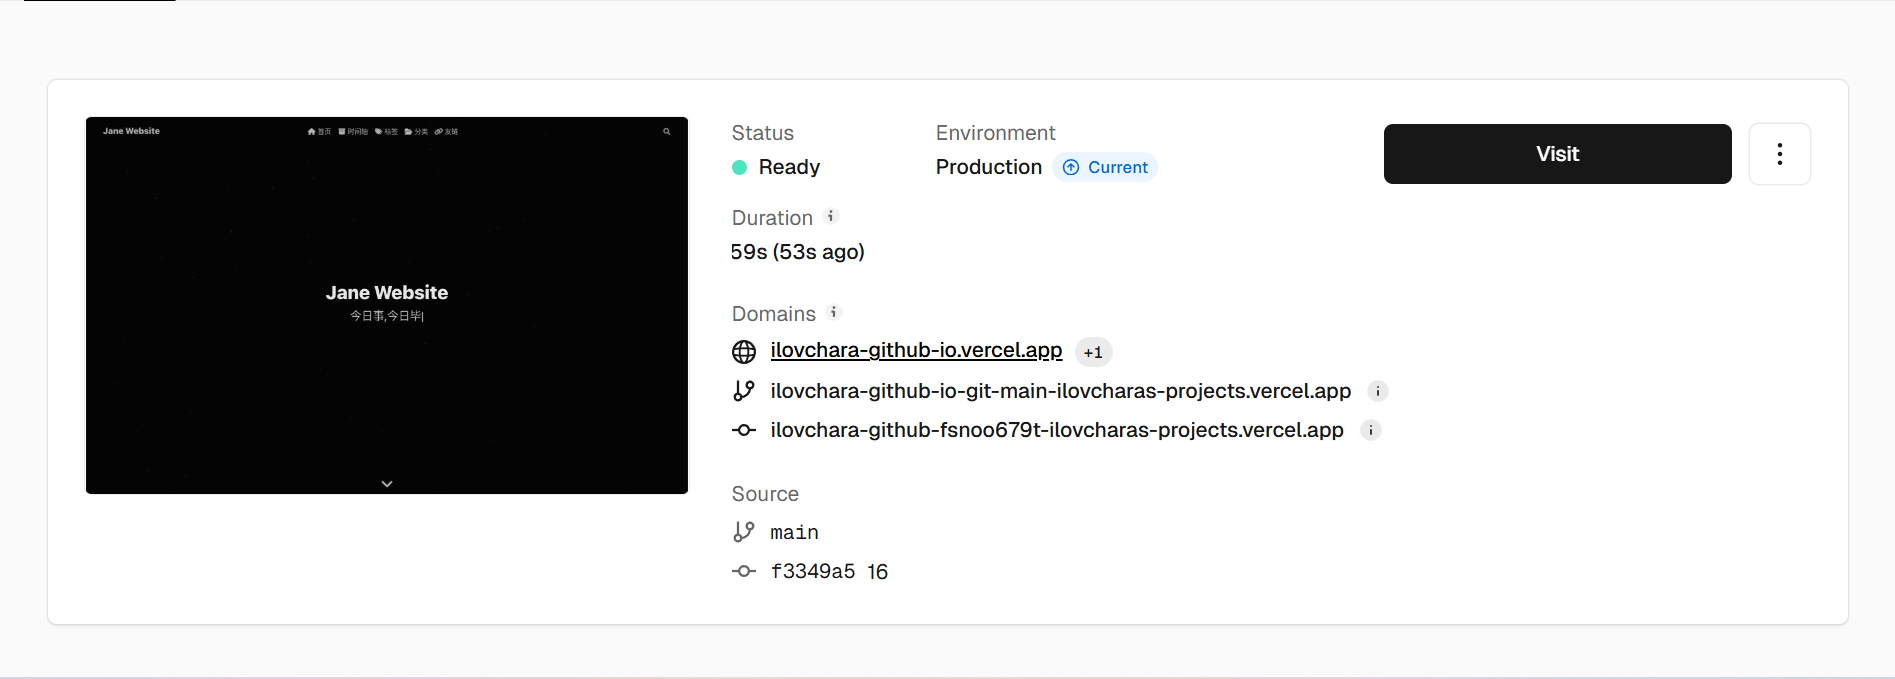 Jane Website
首页 时间轴 标签 分类 友链
Jane Website
今日事,今日毕|
Status
Ready
Environment
Production Current
Visit
Duration
59s (53s ago)
Domains
ilovchara-github-io.vercel.app +1
ilovchara-github-io-git-main-ilovcharas-projects.vercel.app
ilovchara-github-fsnoo679t-ilovcharas-projects.vercel.app
Source
main
f3349a5 16